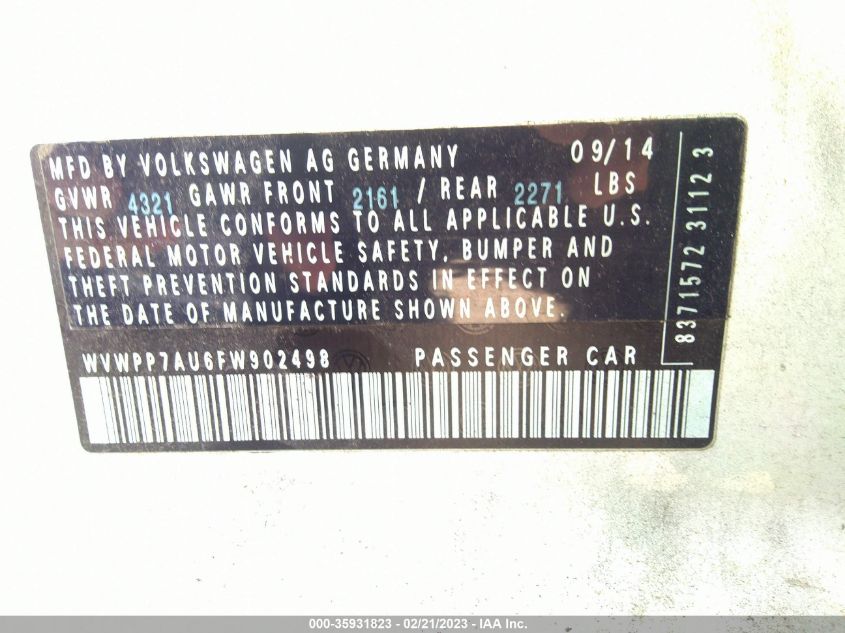 MFD BY VOLKSWAGEN AG GERMANY 09/14
GVWR 4321 GAWR FRONT 2161 / REAR 2271 LBS
THIS VEHICLE CONFORMS TO ALL APPLICABLE U.S.
FEDERAL MOTOR VEHICLE SAFETY, BUMPER AND
THEFT PREVENTION STANDARDS IN EFFECT ON
THE DATE OF MANUFACTURE SHOWN ABOVE.
WVWPP7AU6FW902498 PASSENGER CAR
8371572 31123
000-35931823 / 02/21/2023 - IAA Inc.